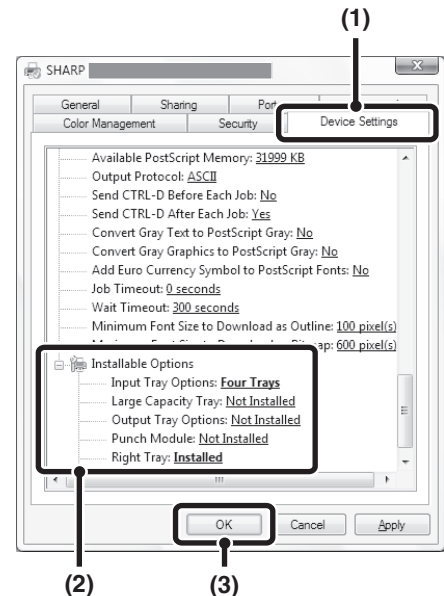 (1)
SHARP
General Sharing
Color Management Security Device Settings
Available PostScript Memory: 31999 KB
Output Protocol: ASCII
Send CTRL-D Before Each Job: No
Send CTRL-D After Each Job: Yes
Convert Gray Text to PostScript Gray: No
Convert Gray Graphics to PostScript Gray: No
Add Euro Currency Symbol to PostScript Fonts: No
Job Timeout: 0 seconds
Wait Timeout: 300 seconds
Minimum Font Size to Download as Outline: 100 pixel(s)
600 pixel(s)
Installable Options
Input Tray Options: Four Trays
Large Capacity Tray: Not Installed
Output Tray Options: Not Installed
Punch Module: Not Installed
Right Tray: Installed
OK Cancel Apply
(2) (3)